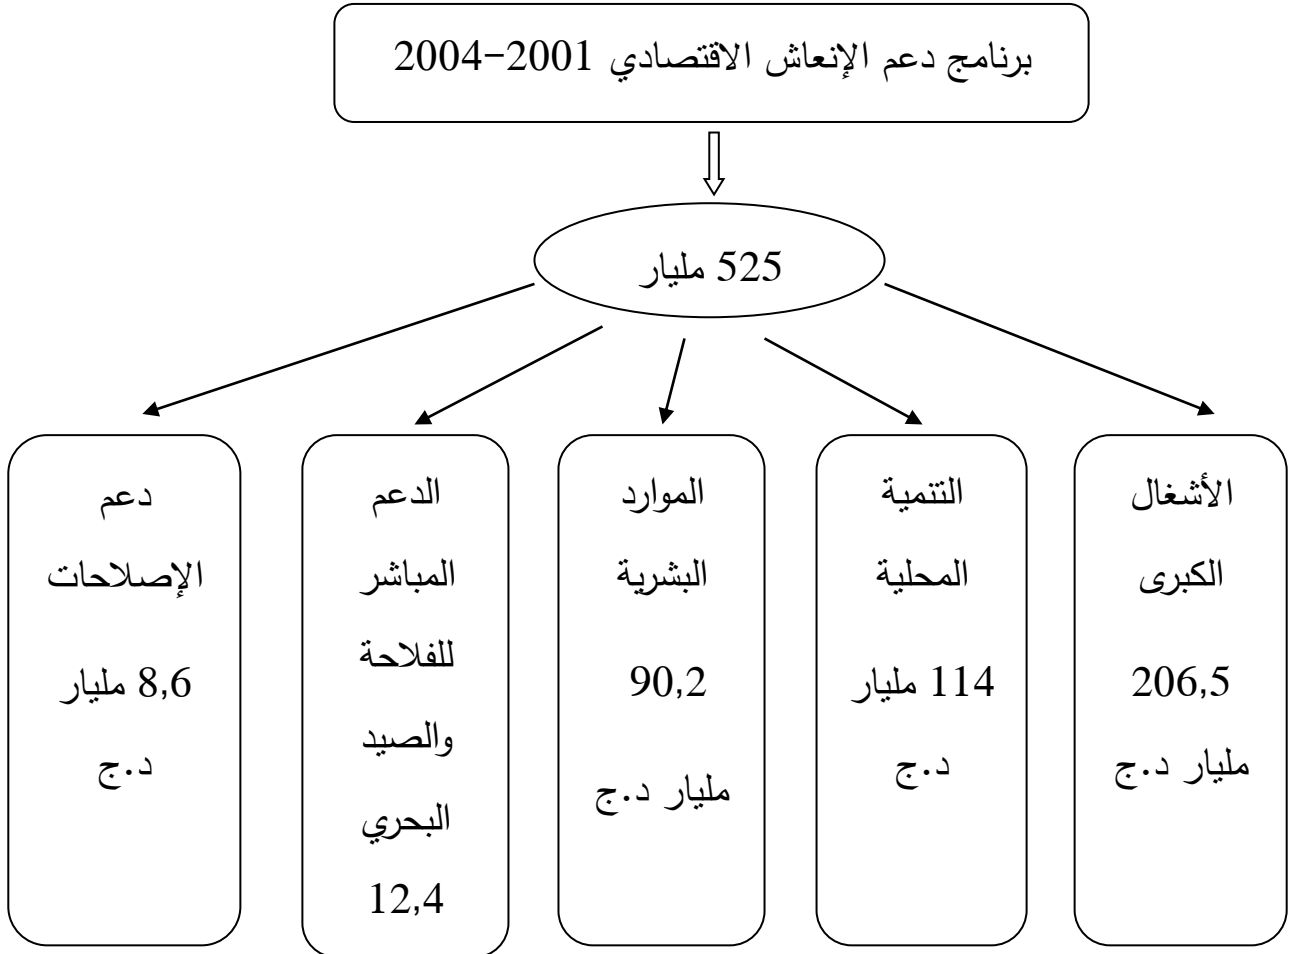 برنامج دعم الإنعاش الاقتصادي 2001-2004
525 مليار
الأشغال
الكبرى
206,5
مليار د.ج
التنمية
المحلية
114 مليار
د.ج
الموارد
البشرية
90,2
مليار د.ج
الدعم
المباشر
للفلاحة
والصيد
البحري
12,4
دعم
الإصلاحات
8,6 مليار
د.ج